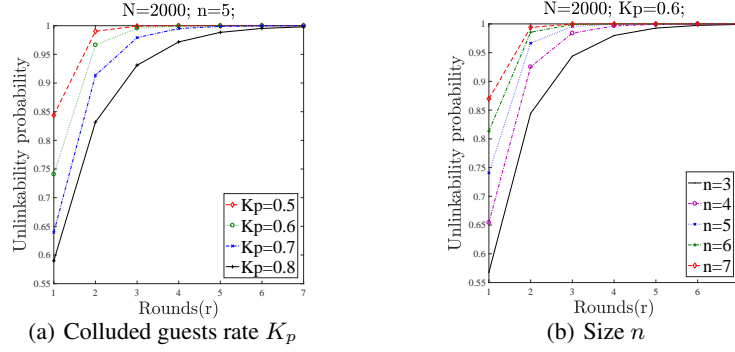 N=2000; n=5;
Unlinkability probability
1
0.95
0.9
0.85
0.8
0.75
0.7
0.65
0.6
0.55
Kp=0.5
Kp=0.6
Kp=0.7
Kp=0.8
1 2 3 4 5 6 7
Rounds(r)
(a) Colluded guests rate Kp
N=2000; Kp=0.6;
Unlinkability probability
1
0.95
0.9
0.85
0.8
0.75
0.7
0.65
0.6
0.55
n=3
n=4
n=5
n=6
n=7
1 2 3 4 5 6
Rounds(r)
(b) Size n